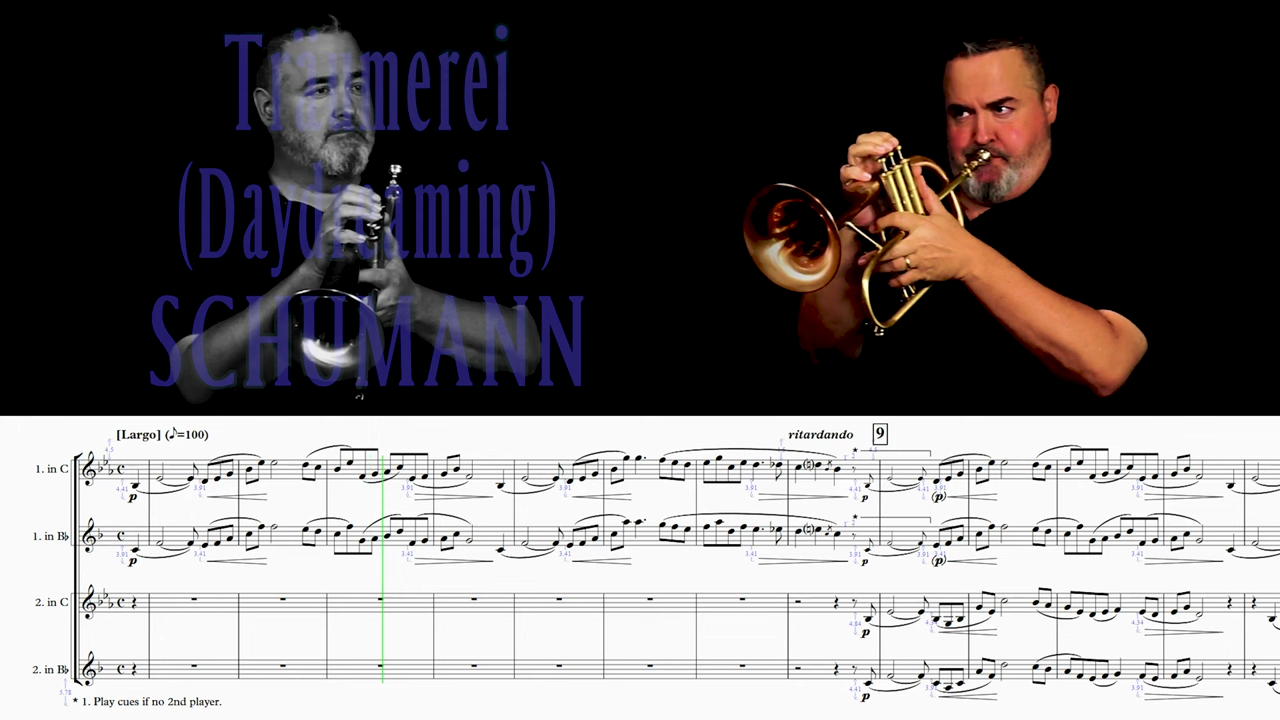 Träumerei
(Daydreaming)
SCHUMANN
[Largo] (♪=100)
ritardando
9
1. in C
p
(p)
1. in B♭
p
(p)
2. in C
p
2. in B♭
p
* 1. Play cues if no 2nd player.